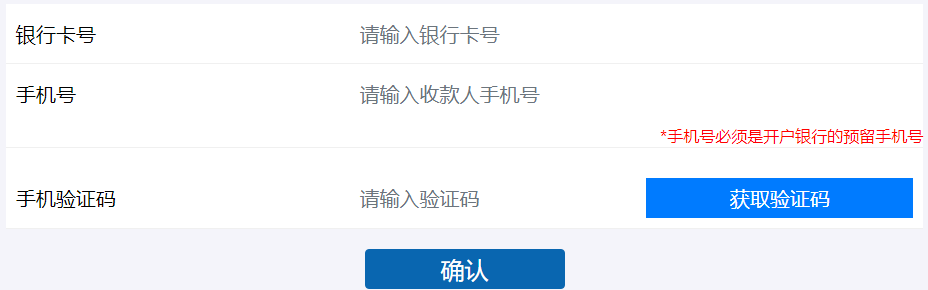 银行卡号 请输入银行卡号
手机号 请输入收款人手机号
*手机号必须是开户银行的预留手机号
手机验证码 请输入验证码 获取验证码
确认